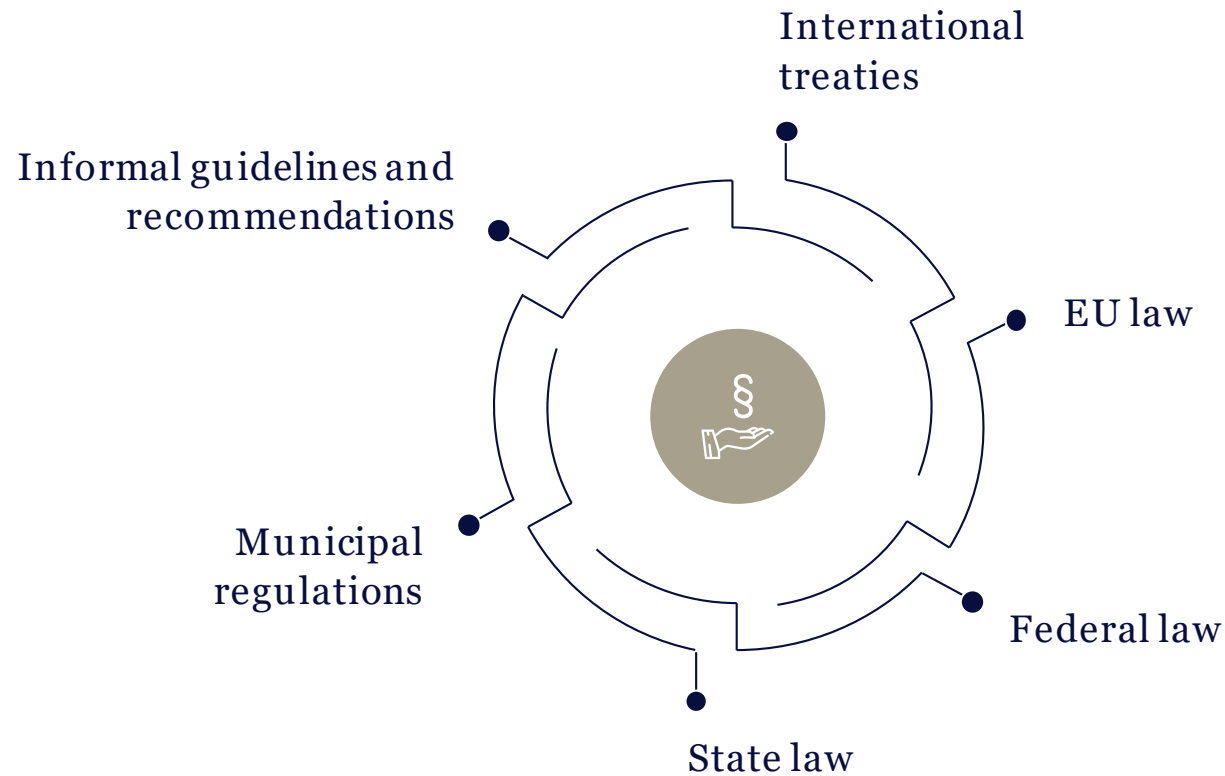 International
treaties
EU law
Federal law
State law
Municipal
regulations
Informal guidelines and
recommendations
§